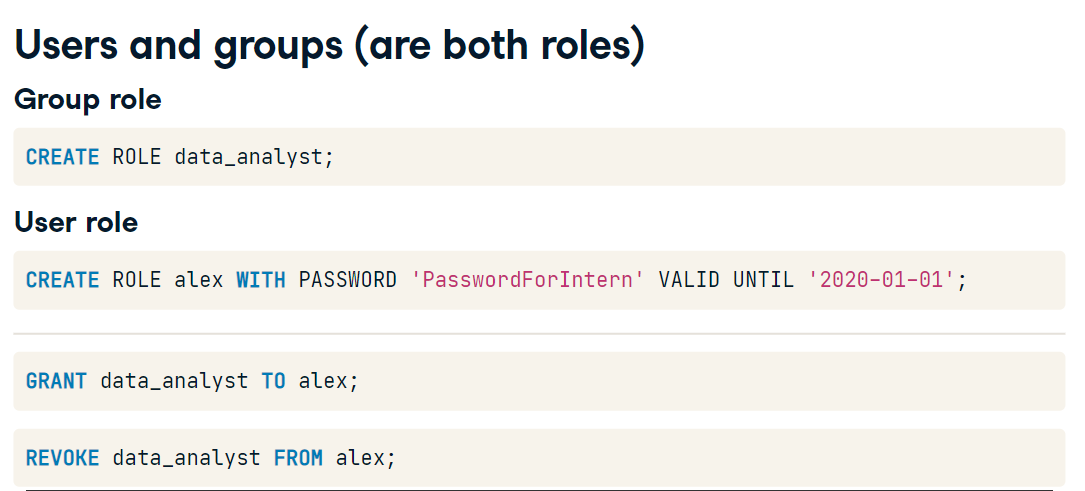 Users and groups (are both roles)
Group role
CREATE ROLE data_analyst;
User role
CREATE ROLE alex WITH PASSWORD 'PasswordForIntern' VALID UNTIL '2020-01-01';
GRANT data_analyst TO alex;
REVOKE data_analyst FROM alex;